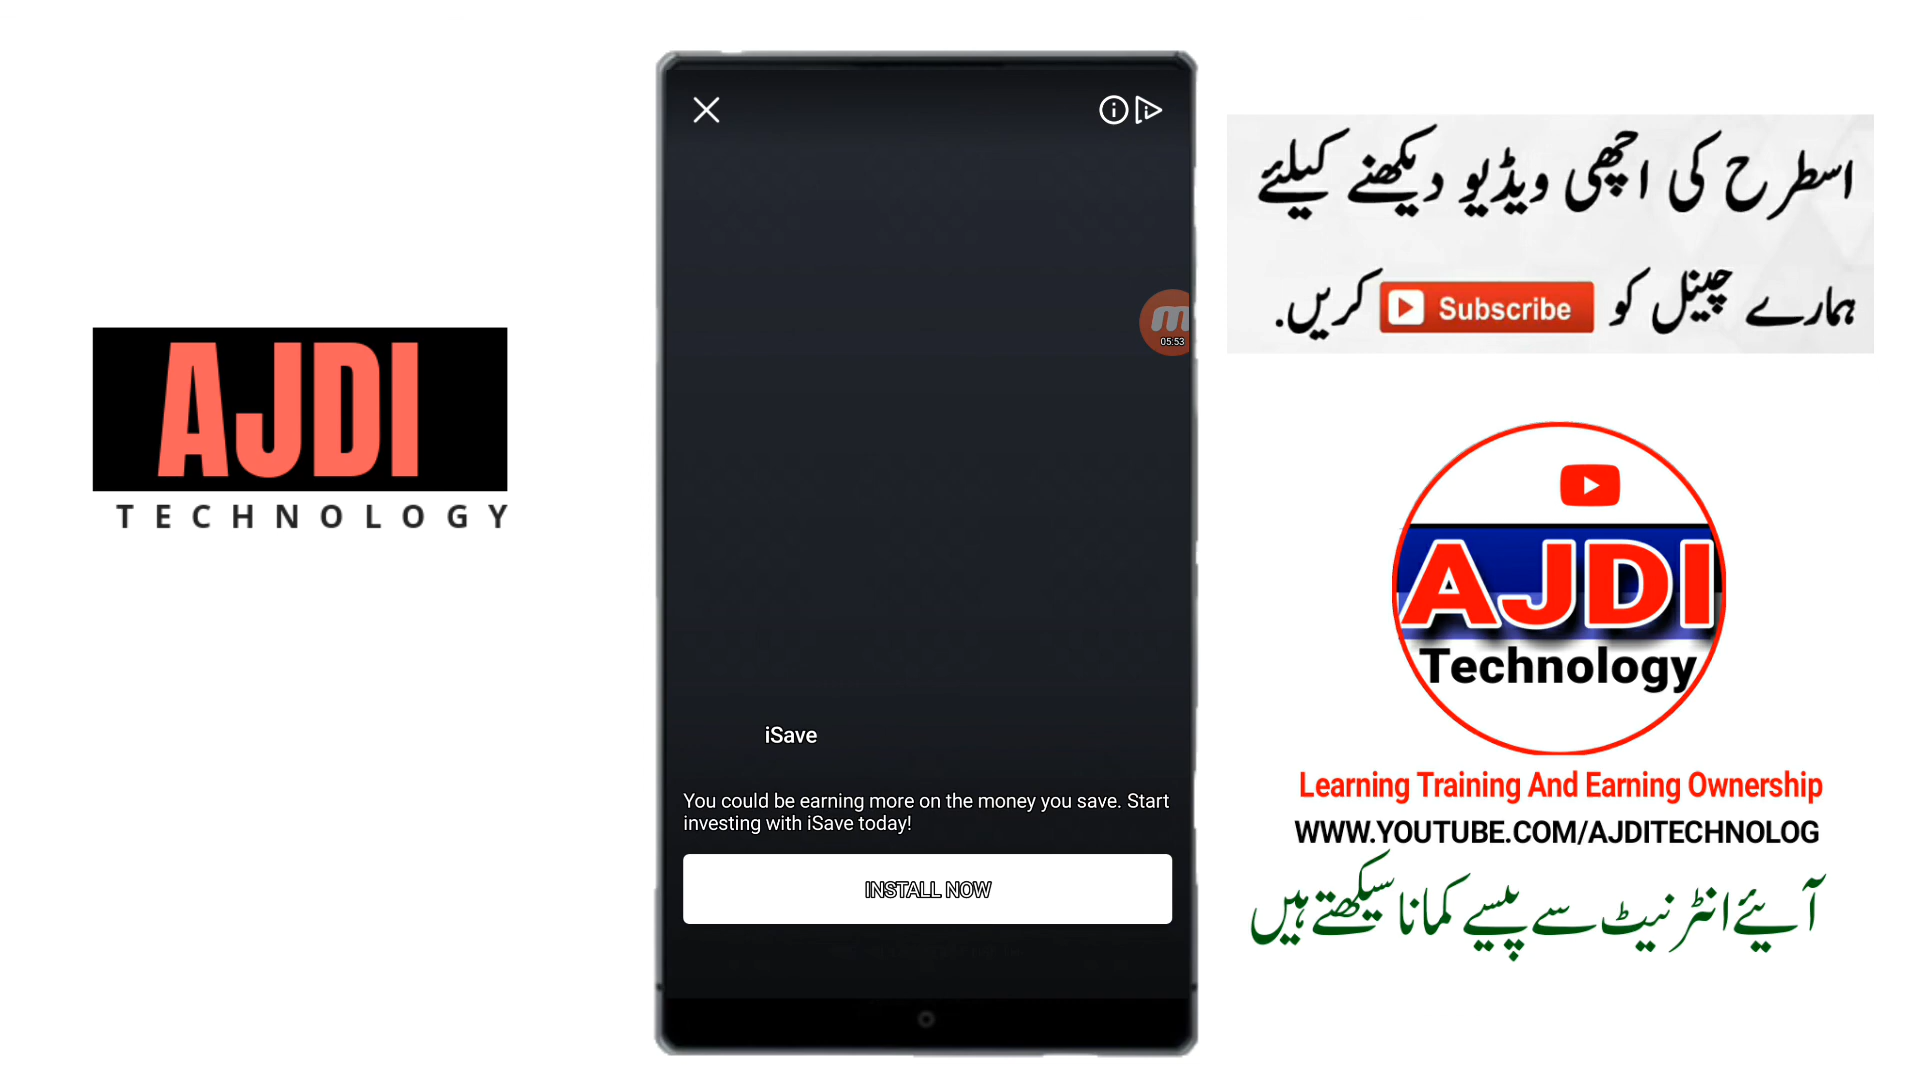 AJDI
TECHNOLOGY
05:53
iSave
You could be earning more on the money you save. Start
investing with iSave today!
INSTALL NOW
اسطرح کی اچھی ویڈیو دیکھنے کیلئے
ہمارے چینل کو Subscribe کریں.
AJDI
Technology
Learning Training And Earning Ownership
WWW.YOUTUBE.COM/AJDITECHNOLOG
آیئے انٹرنیٹ سے پیسے کمانا سیکھتے ہیں